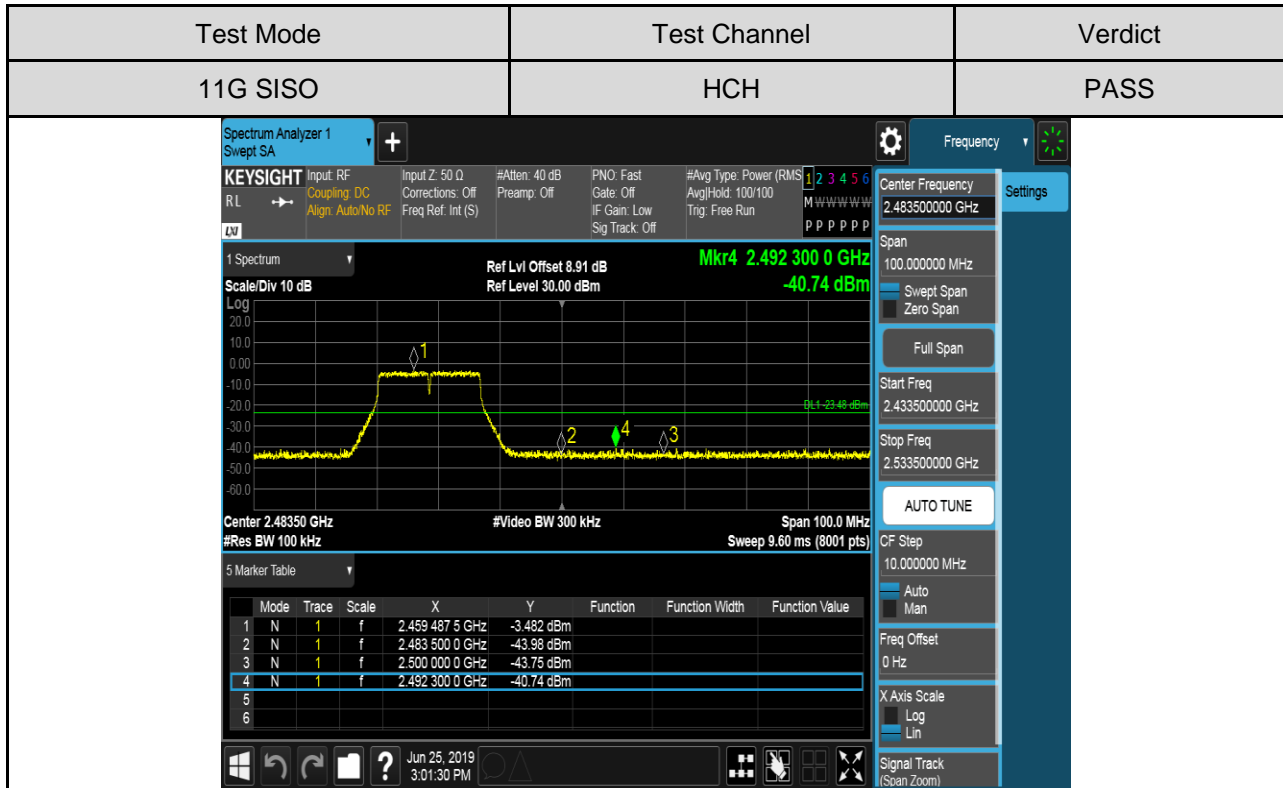 Test Mode Test Channel Verdict
11G SISO HCH PASS
Spectrum Analyzer 1
Swept SA
+
Frequency
KEYSIGHT
RL
LXI
Input: RF
Coupling: DC
Align: Auto/No RF
Input Z: 50 Ω
Corrections: Off
Freq Ref: Int (S)
#Atten: 40 dB
Preamp: Off
PNO: Fast
Gate: Off
IF Gain: Low
Sig Track: Off
#Avg Type: Power (RMS
Avg|Hold: 100/100
Trig: Free Run
1 2 3 4 5 6
M W W W W W
P P P P P P
1 Spectrum
Scale/Div 10 dB
Ref Lvl Offset 8.91 dB
Ref Level 30.00 dBm
Mkr4 2.492 300 0 GHz
-40.74 dBm
Log
20.0
10.0
0.00
-10.0
-20.0
-30.0
-40.0
-50.0
-60.0
1
2
4
3
DL1 -23.48 dBm
Center 2.48350 GHz #Video BW 300 kHz Span 100.0 MHz
#Res BW 100 kHz Sweep 9.60 ms (8001 pts)
5 Marker Table
Mode Trace Scale X Y Function Function Width Function Value
1 N 1 f 2.459 487 5 GHz -3.482 dBm
2 N 1 f 2.483 500 0 GHz -43.98 dBm
3 N 1 f 2.500 000 0 GHz -43.75 dBm
4 N 1 f 2.492 300 0 GHz -40.74 dBm
5
6
?
Jun 25, 2019
3:01:30 PM
Center Frequency
2.483500000 GHz
Settings
Span
100.000000 MHz
Swept Span
Zero Span
Full Span
Start Freq
2.433500000 GHz
Stop Freq
2.533500000 GHz
AUTO TUNE
CF Step
10.000000 MHz
Auto
Man
Freq Offset
0 Hz
X Axis Scale
Log
Lin
Signal Track
(Span Zoom)